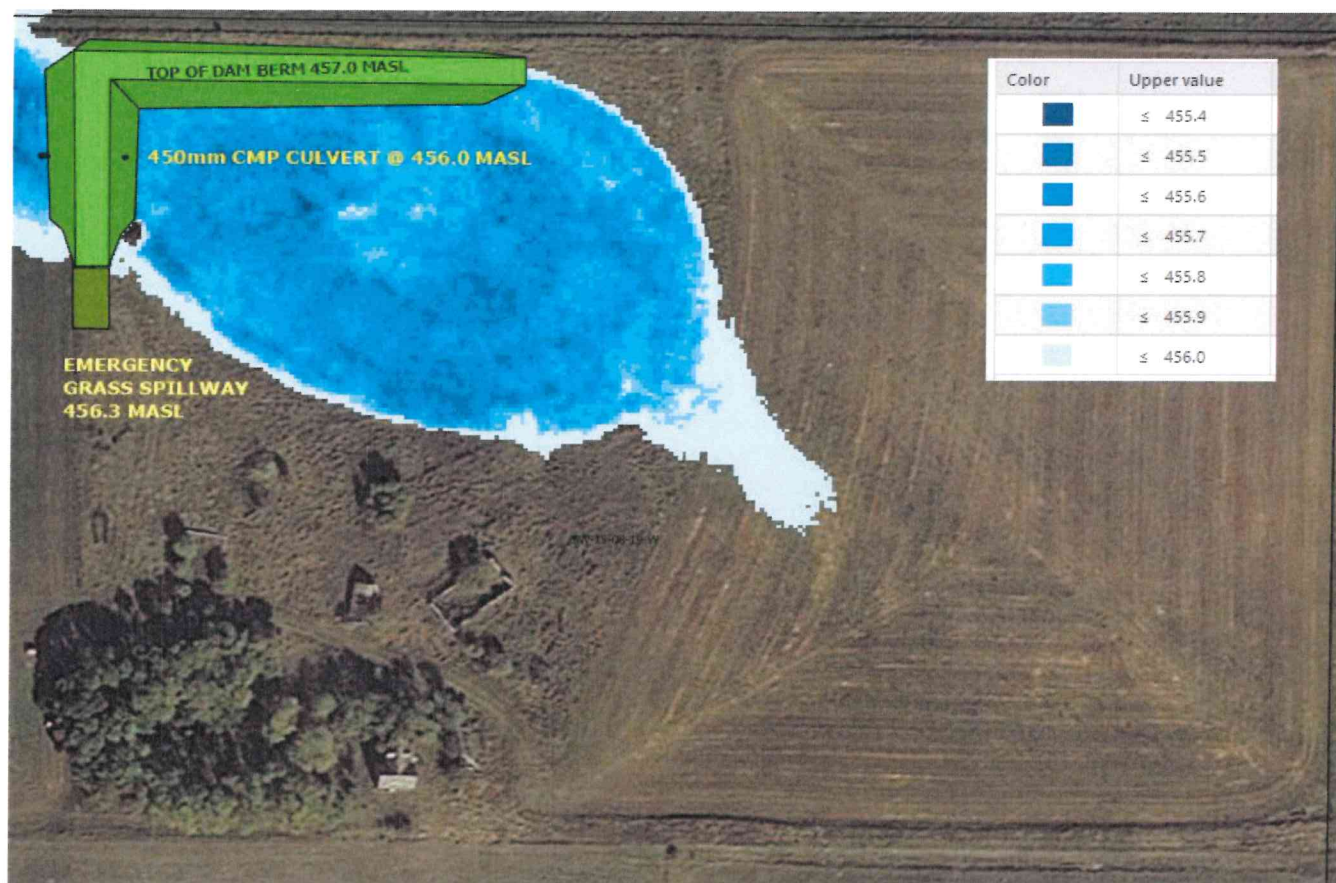 TOP OF DAM BERM 457.0 MASL
450mm CMP CULVERT @ 456.0 MASL
EMERGENCY
GRASS SPILLWAY
456.3 MASL
Color Upper value
≤ 455.4
≤ 455.5
≤ 455.6
≤ 455.7
≤ 455.8
≤ 455.9
≤ 456.0